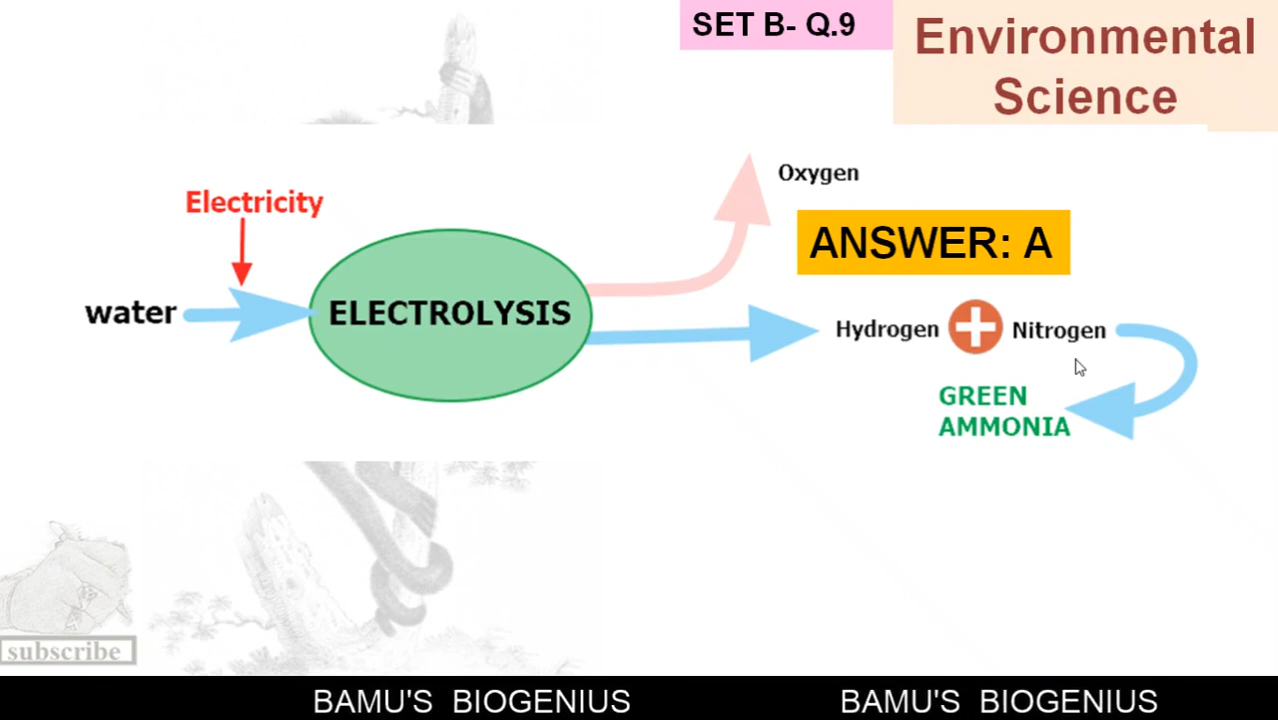 SET B- Q.9
Environmental
Science
Oxygen
Electricity
ANSWER: A
water
ELECTROLYSIS
Hydrogen
Nitrogen
GREEN
AMMONIA
subscribe
BAMU'S BIOGENIUS
BAMU'S BIOGENIUS